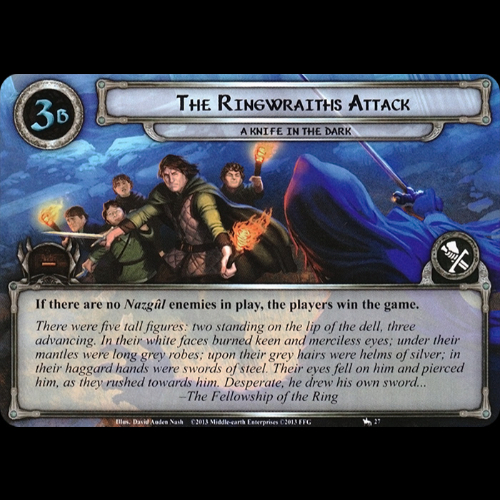 3B
THE RINGWRAITHS ATTACK
A KNIFE IN THE DARK
If there are no Nazgûl enemies in play, the players win the game.
There were five tall figures: two standing on the lip of the dell, three
advancing. In their white faces burned keen and merciless eyes; under their
mantles were long grey robes; upon their grey hairs were helms of silver; in
their haggard hands were swords of steel. Their eyes fell on him and pierced
him, as they rushed towards him. Desperate, he drew his own sword...
–The Fellowship of the Ring
Illus. David Auden Nash ©2013 Middle-earth Enterprises ©2013 FFG 27